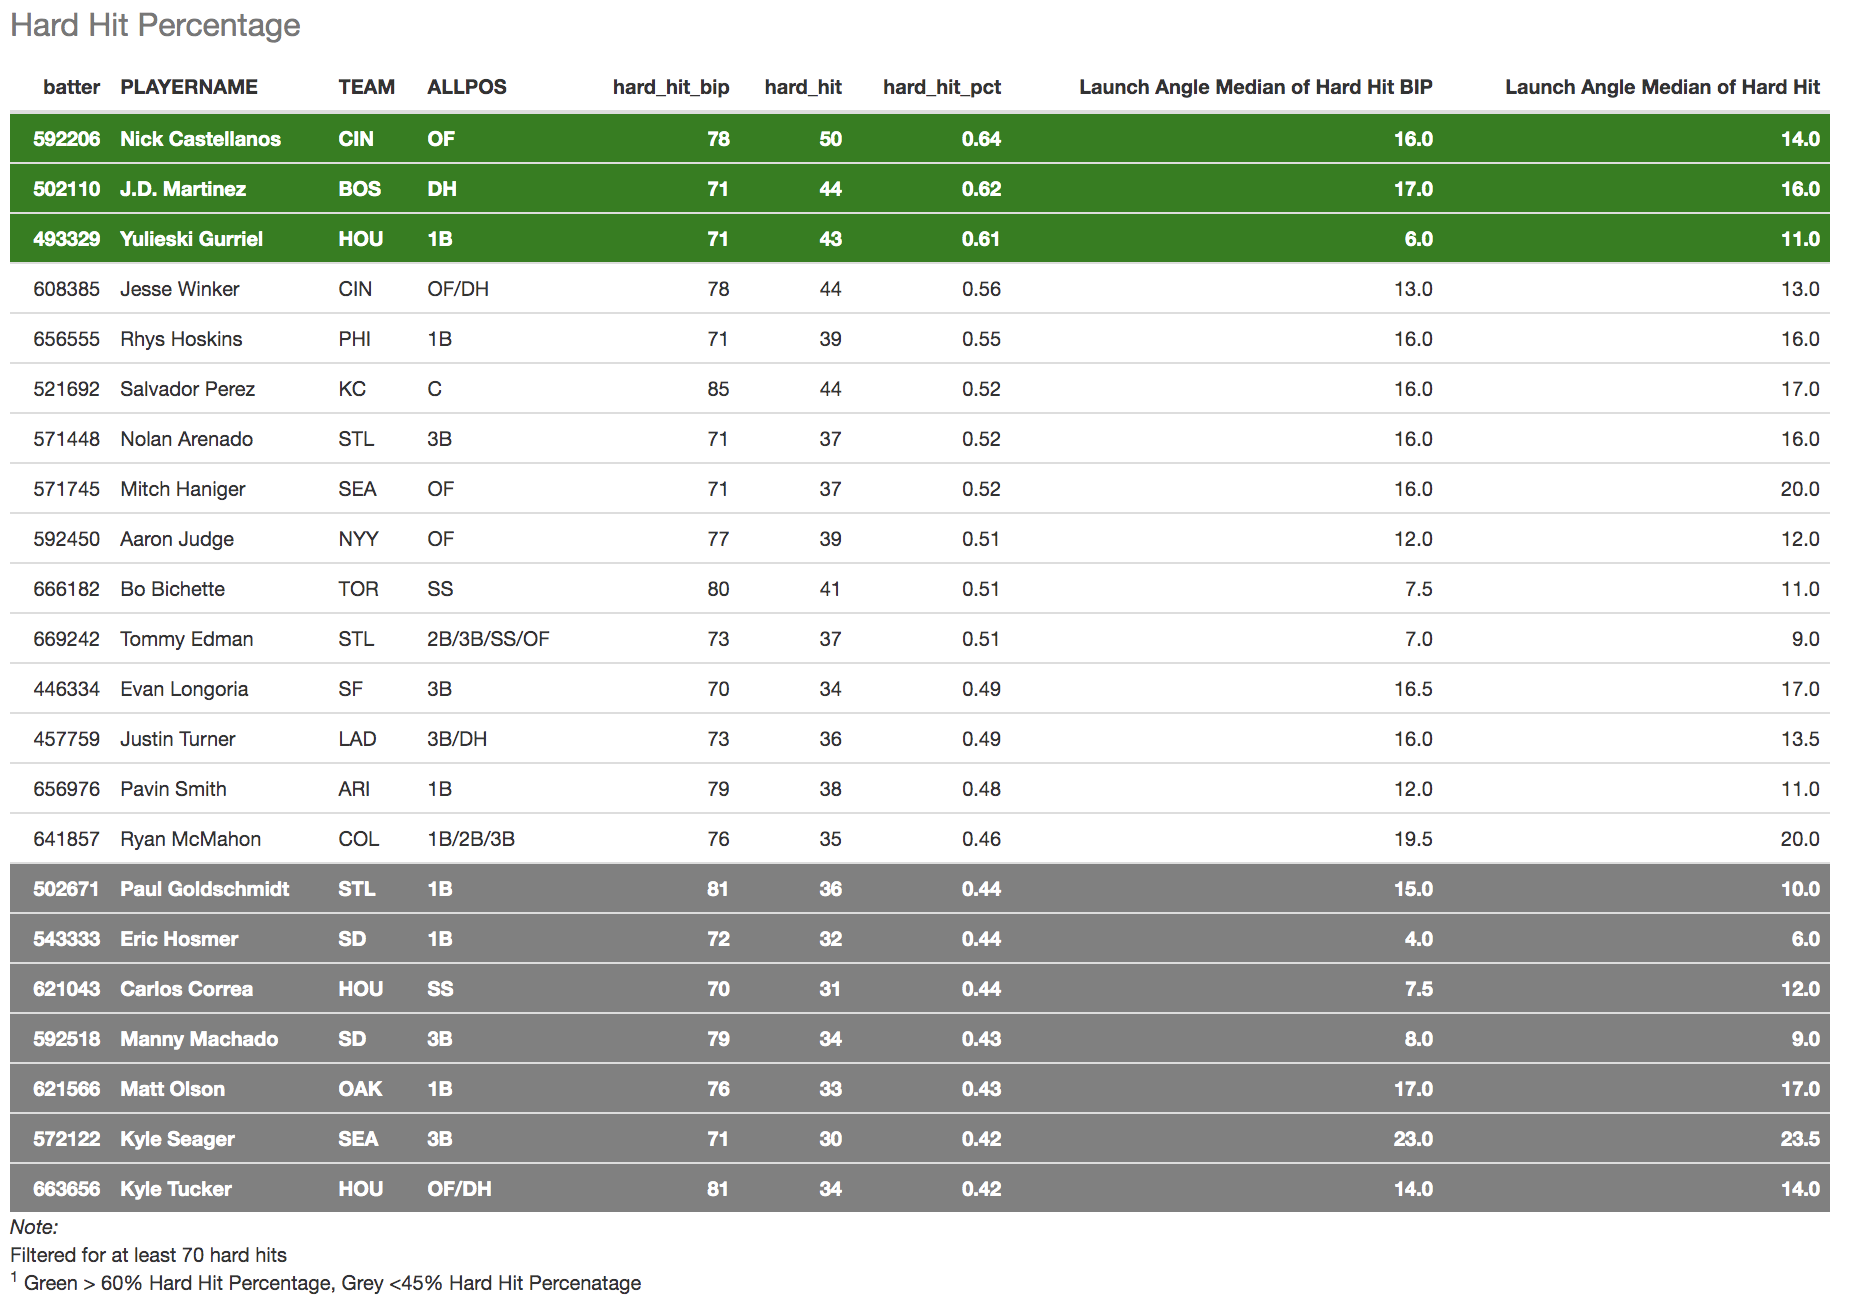 Hard Hit Percentage
batter PLAYERNAME TEAM ALLPOS hard_hit_bip hard_hit hard_hit_pct Launch Angle Median of Hard Hit BIP Launch Angle Median of Hard Hit
592206 Nick Castellanos CIN OF 78 50 0.64 16.0 14.0
502110 J.D. Martinez BOS DH 71 44 0.62 17.0 16.0
493329 Yulieski Gurriel HOU 1B 71 43 0.61 6.0 11.0
608385 Jesse Winker CIN OF/DH 78 44 0.56 13.0 13.0
656555 Rhys Hoskins PHI 1B 71 39 0.55 16.0 16.0
521692 Salvador Perez KC C 85 44 0.52 16.0 17.0
571448 Nolan Arenado STL 3B 71 37 0.52 16.0 16.0
571745 Mitch Haniger SEA OF 71 37 0.52 16.0 20.0
592450 Aaron Judge NYY OF 77 39 0.51 12.0 12.0
666182 Bo Bichette TOR SS 80 41 0.51 7.5 11.0
669242 Tommy Edman STL 2B/3B/SS/OF 73 37 0.51 7.0 9.0
446334 Evan Longoria SF 3B 70 34 0.49 16.5 17.0
457759 Justin Turner LAD 3B/DH 73 36 0.49 16.0 13.5
656976 Pavin Smith ARI 1B 79 38 0.48 12.0 11.0
641857 Ryan McMahon COL 1B/2B/3B 76 35 0.46 19.5 20.0
502671 Paul Goldschmidt STL 1B 81 36 0.44 15.0 10.0
543333 Eric Hosmer SD 1B 72 32 0.44 4.0 6.0
621043 Carlos Correa HOU SS 70 31 0.44 7.5 12.0
592518 Manny Machado SD 3B 79 34 0.43 8.0 9.0
621566 Matt Olson OAK 1B 76 33 0.43 17.0 17.0
572122 Kyle Seager SEA 3B 71 30 0.42 23.0 23.5
663656 Kyle Tucker HOU OF/DH 81 34 0.42 14.0 14.0
Note:
Filtered for at least 70 hard hits
1 Green > 60% Hard Hit Percentage, Grey <45% Hard Hit Percenatage